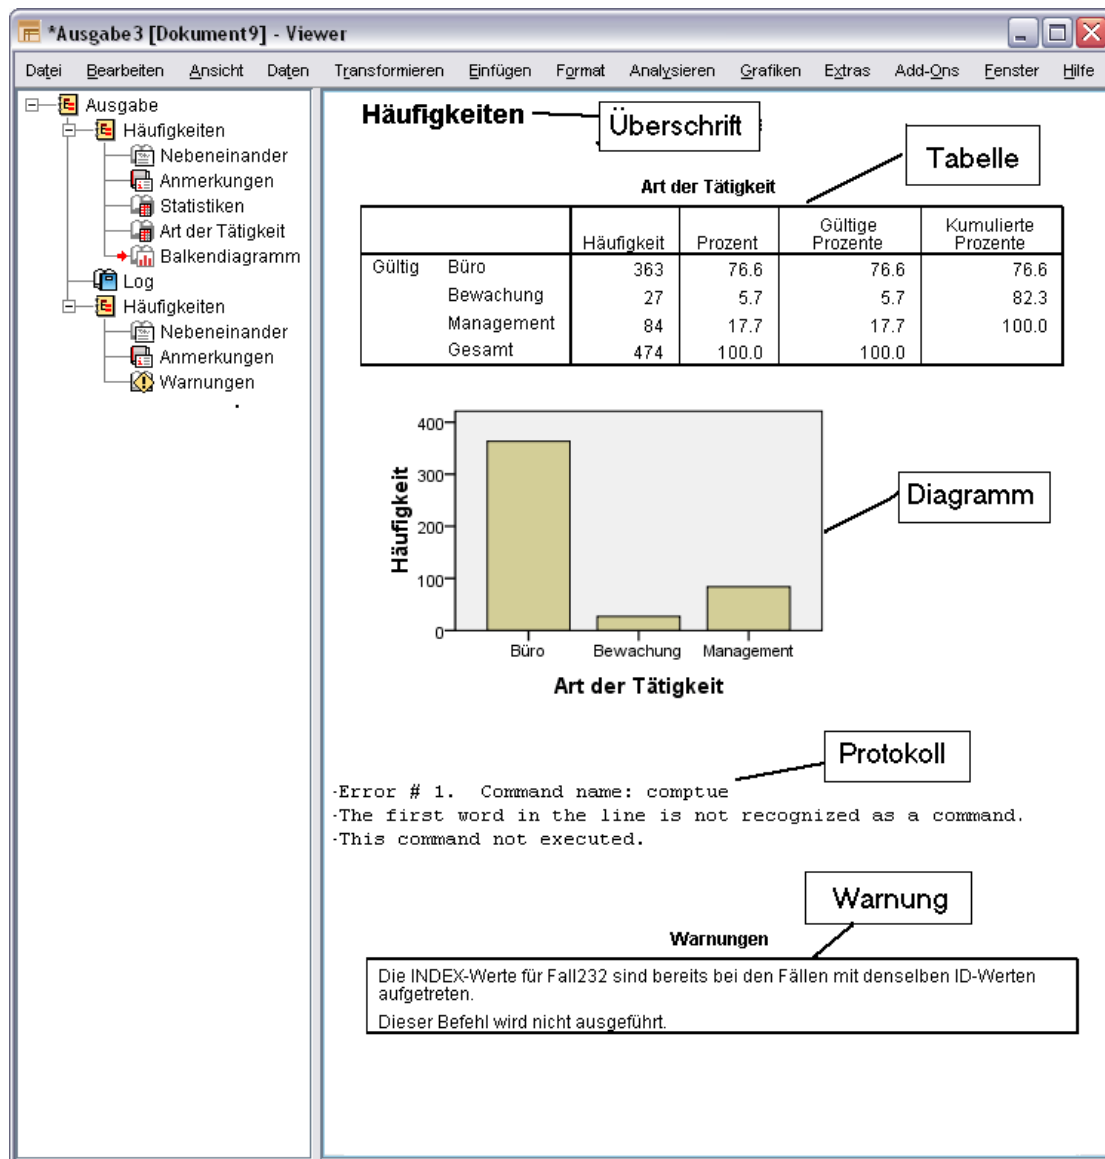 *Ausgabe3 [Dokument9] - Viewer
Datei Bearbeiten Ansicht Daten Transformieren Einfügen Format Analysieren Grafiken Extras Add-Ons Fenster Hilfe
Ausgabe
Häufigkeiten
Nebeneinander
Anmerkungen
Statistiken
Art der Tätigkeit
Balkendiagramm
Log
Häufigkeiten
Nebeneinander
Anmerkungen
Warnungen
Häufigkeiten
Überschrift
Tabelle
Art der Tätigkeit
Häufigkeit Prozent Gültige Prozente Kumulierte Prozente
Gültig Büro 363 76.6 76.6 76.6
Bewachung 27 5.7 5.7 82.3
Management 84 17.7 17.7 100.0
Gesamt 474 100.0 100.0
Diagramm
Häufigkeit
400
300
200
100
0
Büro Bewachung Management
Art der Tätigkeit
Protokoll
·Error # 1. Command name: comptue
·The first word in the line is not recognized as a command.
·This command not executed.
Warnung
Warnungen
Die INDEX-Werte für Fall232 sind bereits bei den Fällen mit denselben ID-Werten
aufgetreten.
Dieser Befehl wird nicht ausgeführt.